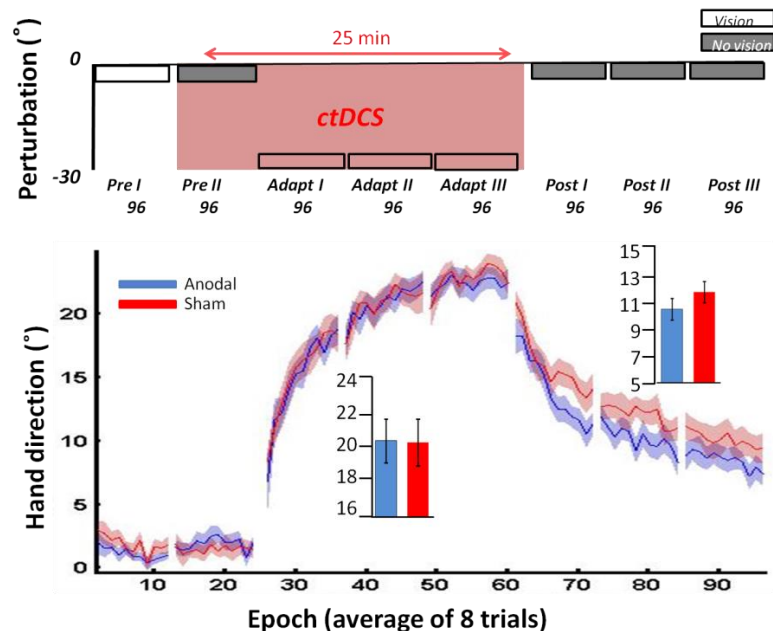 Vision
No vision
25 min
0
ctDCS
-30
Perturbation (°)
Pre I Pre II Adapt I Adapt II Adapt III Post I Post II Post III
96 96 96 96 96 96 96 96
Anodal
Sham
20
15
10
5
0
Hand direction (°)
24
22
20
18
16
15
13
11
9
7
5
10 20 30 40 50 60 70 80 90
Epoch (average of 8 trials)